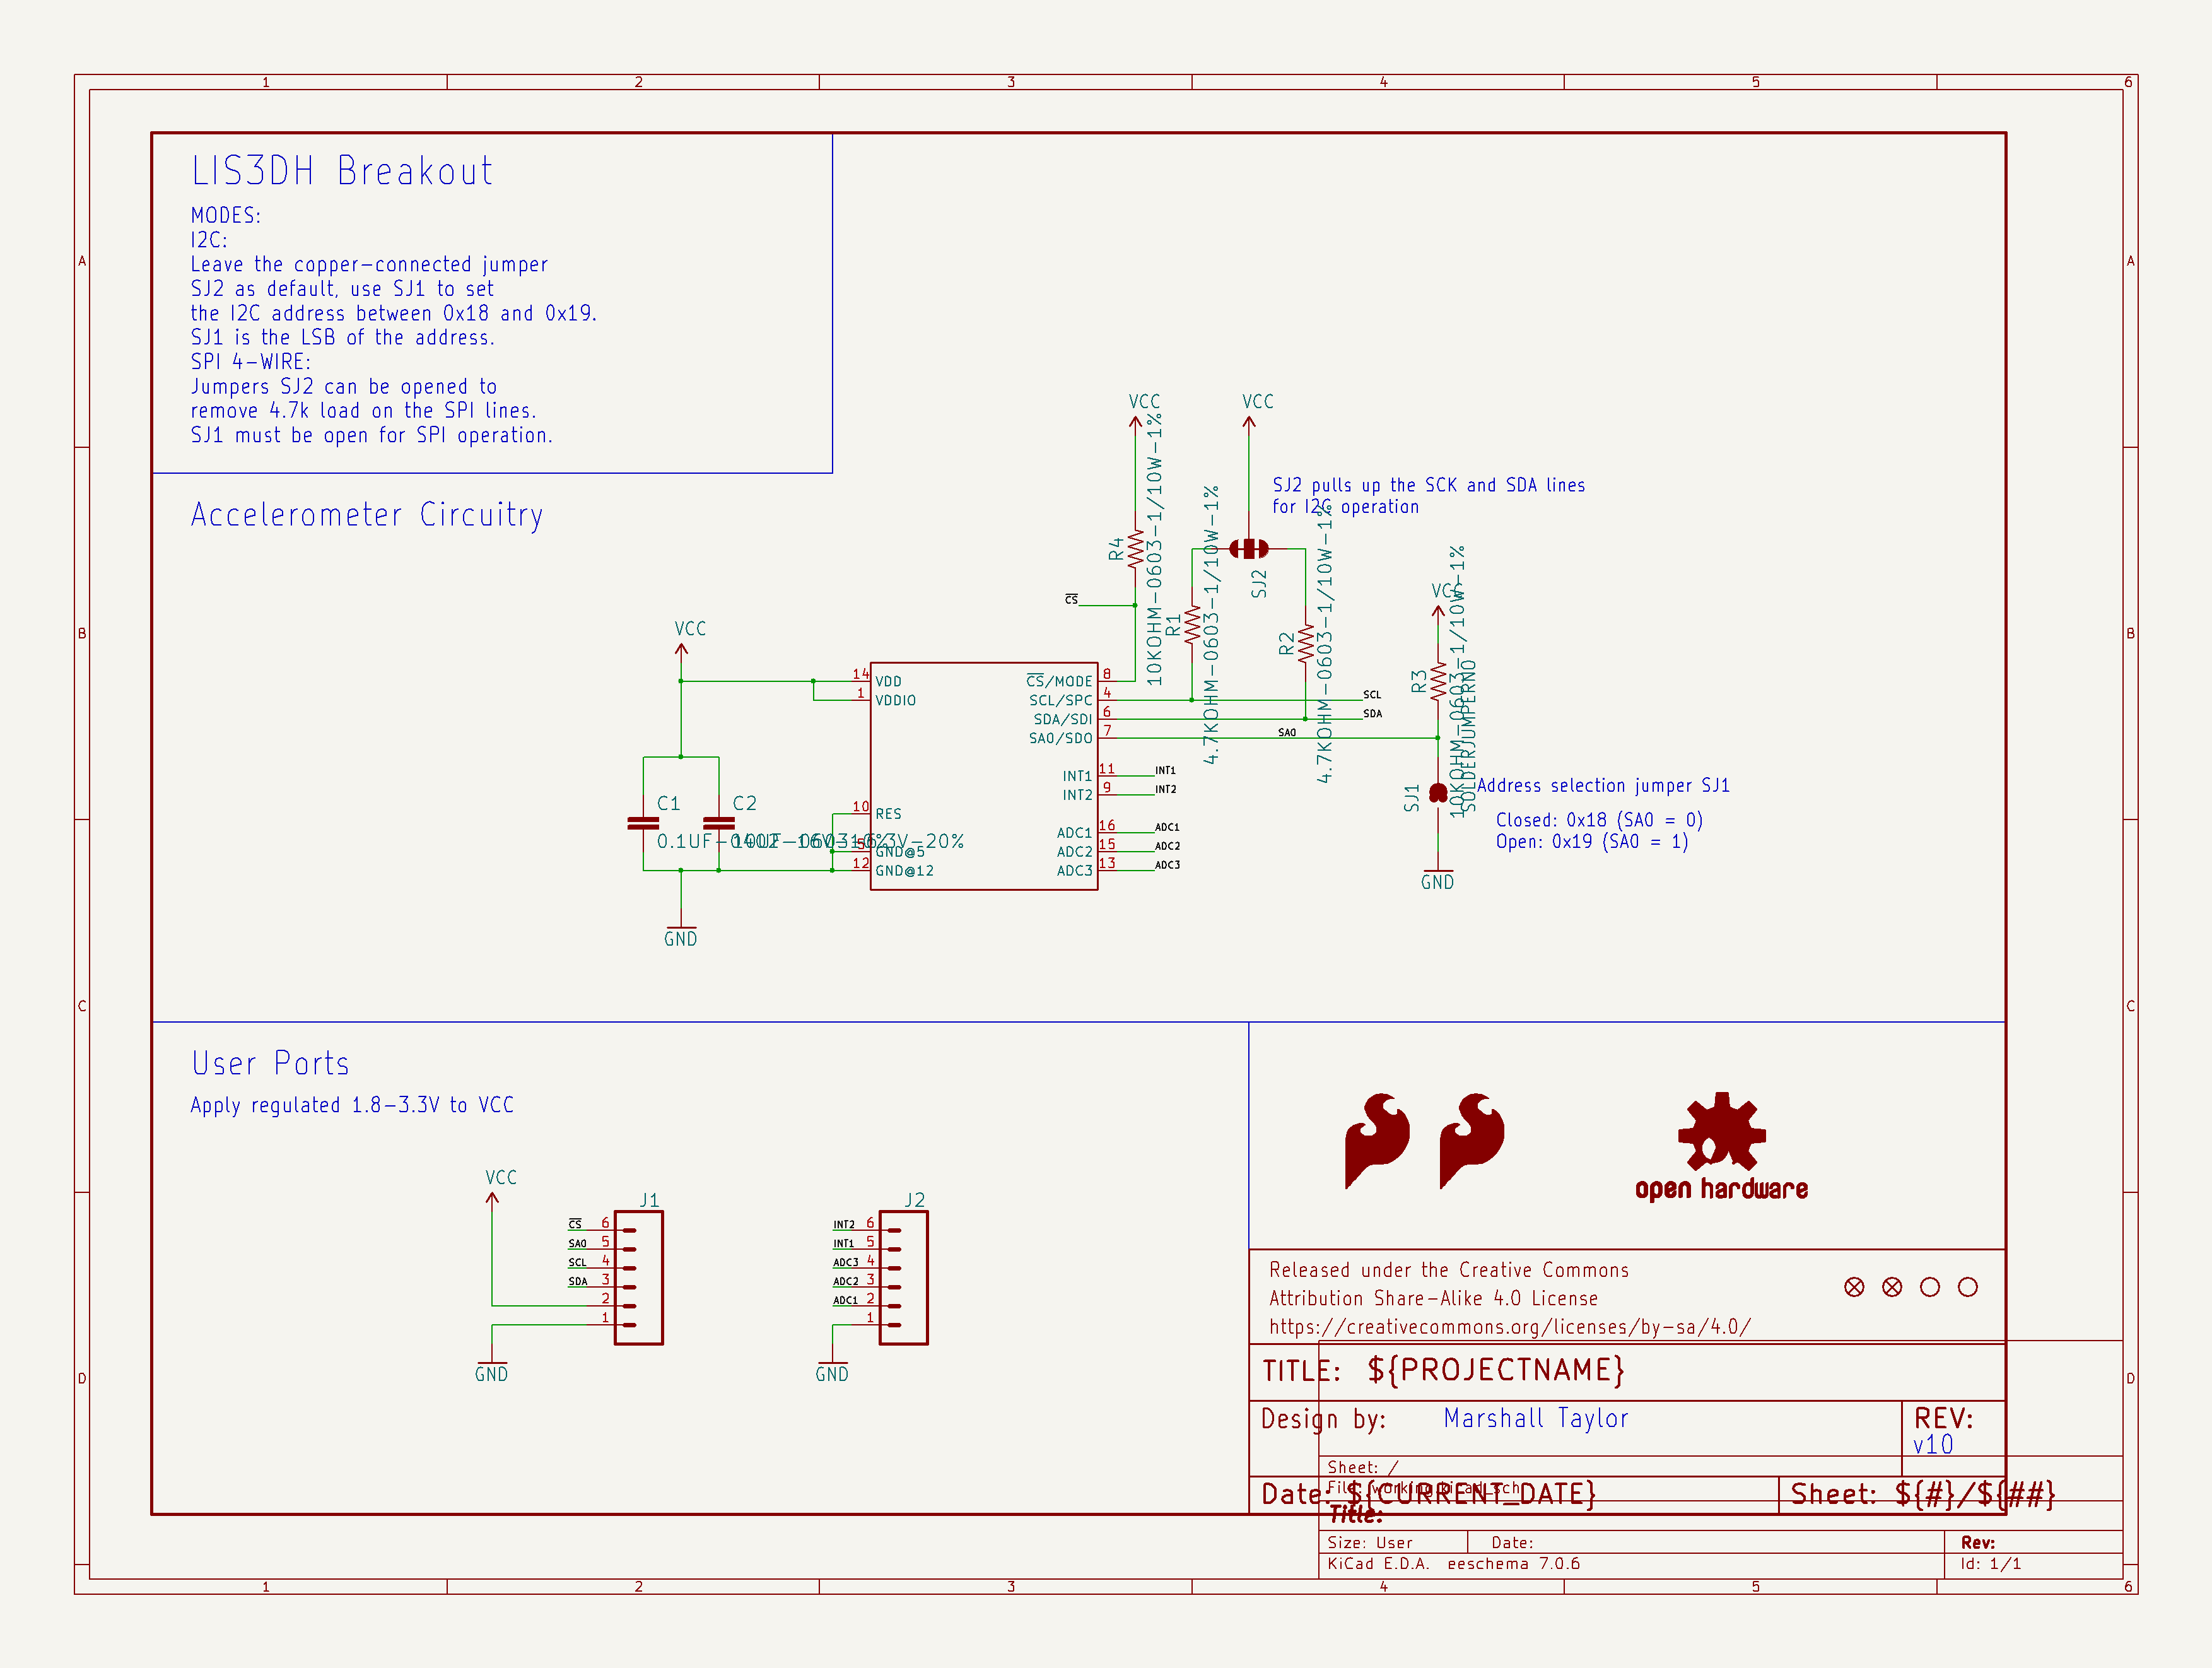 1 2 3 4 5 6
A
B
C
D
LIS3DH Breakout
MODES:
I2C:
Leave the copper-connected jumper
SJ2 as default, use SJ1 to set
the I2C address between 0x18 and 0x19.
SJ1 is the LSB of the address.
SPI 4-WIRE:
Jumpers SJ2 can be opened to
remove 4.7k load on the SPI lines.
SJ1 must be open for SPI operation.
Accelerometer Circuitry
VCC
VCC
SJ2 pulls up the SCK and SDA lines
for I2C operation
R4
10KOHM-0603-1/10W-1%
SJ2
CS
R1
4.7KOHM-0603-1/10W-1%
R2
4.7KOHM-0603-1/10W-1%
VCC
R3
10KOHM-0603-1/10W-1%
VCC
14 VDD
1 VDDIO
10 RES
5 GND@5
12 GND@12
CS/MODE 8
SCL/SPC 4 SCL
SDA/SDI 6 SDA
SA0/SDO 7 SA0
INT1 11 INT1
INT2 9 INT2
ADC1 16 ADC1
ADC2 15 ADC2
ADC3 13 ADC3
C1
C2
GND
SJ1
SOLDERJUMPERNO
Address selection jumper SJ1
Closed: 0x18 (SA0 = 0)
Open: 0x19 (SA0 = 1)
GND
User Ports
Apply regulated 1.8-3.3V to VCC
VCC
J1
CS 6
SA0 5
SCL 4
SDA 3
2
1
GND
J2
INT2 6
INT1 5
ADC3 4
ADC2 3
ADC1 2
1
GND
open hardware
Released under the Creative Commons
Attribution Share-Alike 4.0 License
https://creativecommons.org/licenses/by-sa/4.0/
TITLE: ${PROJECTNAME}
Design by: Marshall Taylor
REV:
v10
Sheet: /
File: working.kicad_sch
Date: ${CURRENT_DATE}
Sheet: ${#}/${##}
Title:
Size: User Date: Rev:
KiCad E.D.A. eeschema 7.0.6 Id: 1/1
A
B
C
D
1 2 3 4 5 6